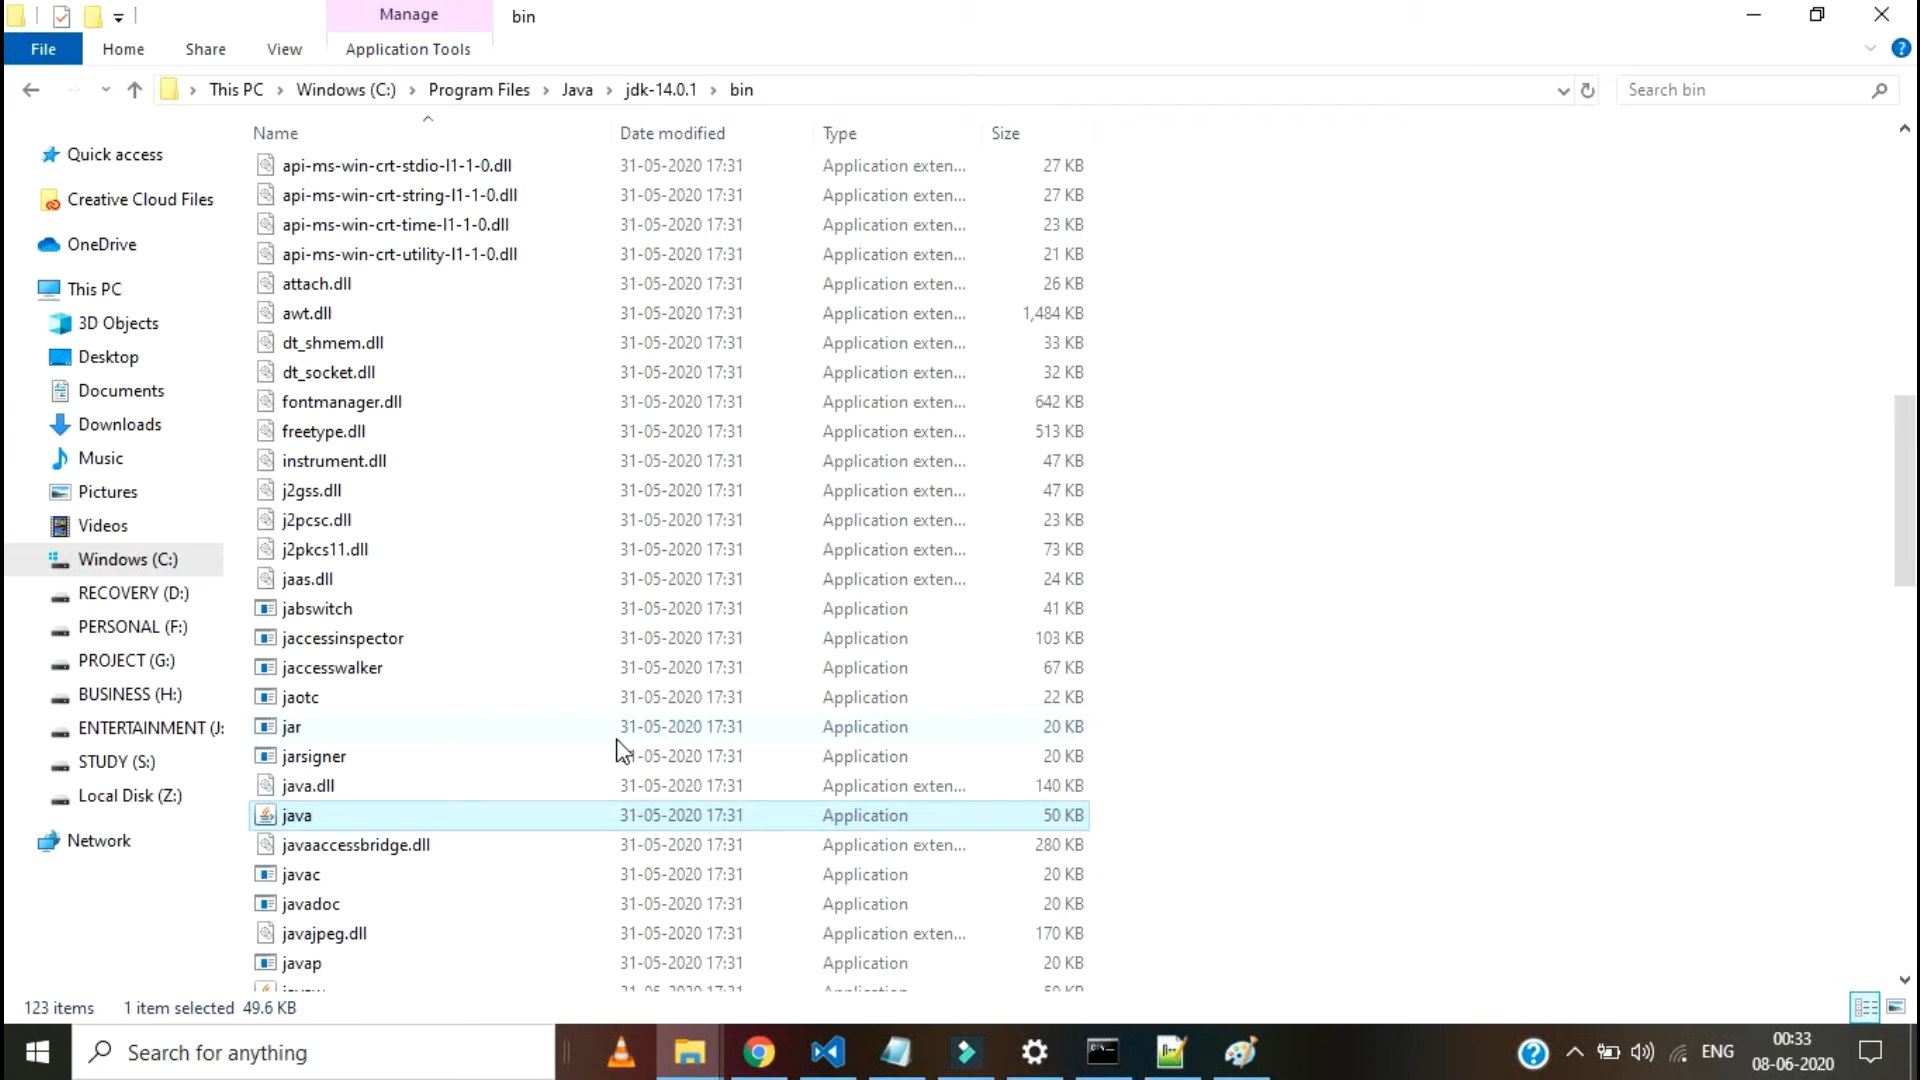 Manage
bin
File
Home
Share
View
Application Tools
This PC
Windows (C:)
Program Files
Java
jdk-14.0.1
bin
Search bin
Name
Date modified
Type
Size
Quick access
Creative Cloud Files
OneDrive
This PC
3D Objects
Desktop
Documents
Downloads
Music
Pictures
Videos
Windows (C:)
RECOVERY (D:)
PERSONAL (F:)
PROJECT (G:)
BUSINESS (H:)
ENTERTAINMENT (J:
STUDY (S:)
Local Disk (Z:)
Network
api-ms-win-crt-stdio-l1-1-0.dll 31-05-2020 17:31 Application exten... 27 KB
api-ms-win-crt-string-l1-1-0.dll 31-05-2020 17:31 Application exten... 27 KB
api-ms-win-crt-time-l1-1-0.dll 31-05-2020 17:31 Application exten... 23 KB
api-ms-win-crt-utility-l1-1-0.dll 31-05-2020 17:31 Application exten... 21 KB
attach.dll 31-05-2020 17:31 Application exten... 26 KB
awt.dll 31-05-2020 17:31 Application exten... 1,484 KB
dt_shmem.dll 31-05-2020 17:31 Application exten... 33 KB
dt_socket.dll 31-05-2020 17:31 Application exten... 32 KB
fontmanager.dll 31-05-2020 17:31 Application exten... 642 KB
freetype.dll 31-05-2020 17:31 Application exten... 513 KB
instrument.dll 31-05-2020 17:31 Application exten... 47 KB
j2gss.dll 31-05-2020 17:31 Application exten... 47 KB
j2pcsc.dll 31-05-2020 17:31 Application exten... 23 KB
j2pkcs11.dll 31-05-2020 17:31 Application exten... 73 KB
jaas.dll 31-05-2020 17:31 Application exten... 24 KB
jabswitch 31-05-2020 17:31 Application 41 KB
jaccessinspector 31-05-2020 17:31 Application 103 KB
jaccesswalker 31-05-2020 17:31 Application 67 KB
jaotc 31-05-2020 17:31 Application 22 KB
jar 31-05-2020 17:31 Application 20 KB
jarsigner 31-05-2020 17:31 Application 20 KB
java.dll 31-05-2020 17:31 Application exten... 140 KB
java 31-05-2020 17:31 Application 50 KB
javaaccessbridge.dll 31-05-2020 17:31 Application exten... 280 KB
javac 31-05-2020 17:31 Application 20 KB
javadoc 31-05-2020 17:31 Application 20 KB
javajpeg.dll 31-05-2020 17:31 Application exten... 170 KB
javap 31-05-2020 17:31 Application 20 KB
123 items 1 item selected 49.6 KB
Search for anything
ENG
00:33
08-06-2020